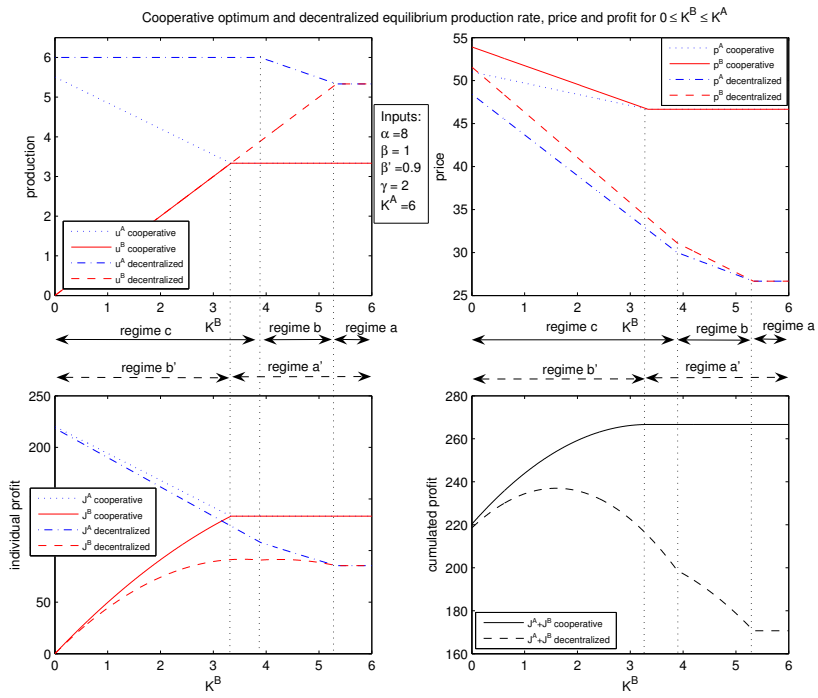 Cooperative optimum and decentralized equilibrium production rate, price and profit for 0 ≤ K^B ≤ K^A
production
6
5
4
3
2
1
0
u^A cooperative
u^B cooperative
u^A decentralized
u^B decentralized
0 1 2 3 4 5 6
K^B
Inputs:
α =8
β = 1
β' =0.9
γ = 2
K^A =6
price
55
50
45
40
35
30
25
p^A cooperative
p^B cooperative
p^A decentralized
p^B decentralized
0 1 2 3 4 5 6
K^B
regime c regime b regime a
regime b' regime a'
regime c regime b regime a
regime b' regime a'
individual profit
250
200
150
100
50
0
J^A cooperative
J^B cooperative
J^A decentralized
J^B decentralized
0 1 2 3 4 5 6
K^B
cumulated profit
280
260
240
220
200
180
160
J^A+J^B cooperative
J^A+J^B decentralized
0 1 2 3 4 5 6
K^B